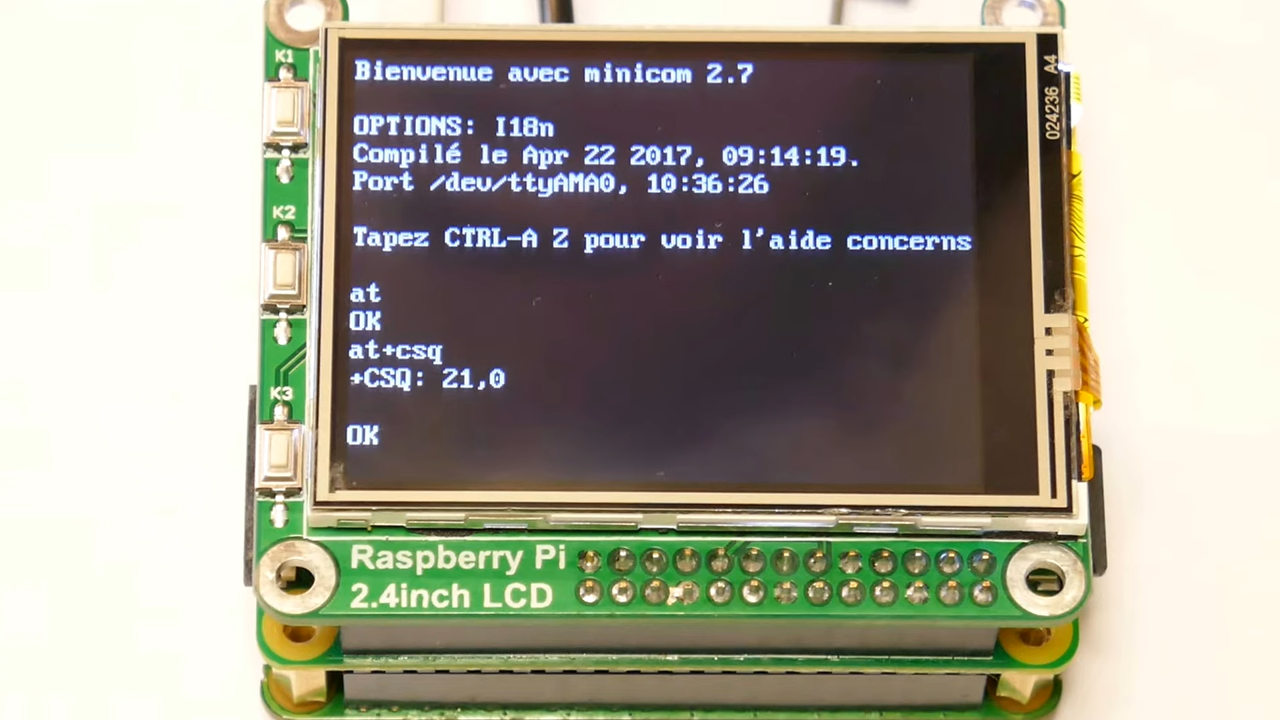 K1
K2
K3
024236 A4
Bienvenue avec minicom 2.7
OPTIONS: I18n
Compilé le Apr 22 2017, 09:14:19.
Port /dev/ttyAMA0, 10:36:26
Tapez CTRL-A Z pour voir l'aide concerns
at
OK
at+csq
+CSQ: 21,0
OK
Raspberry Pi
2.4inch LCD